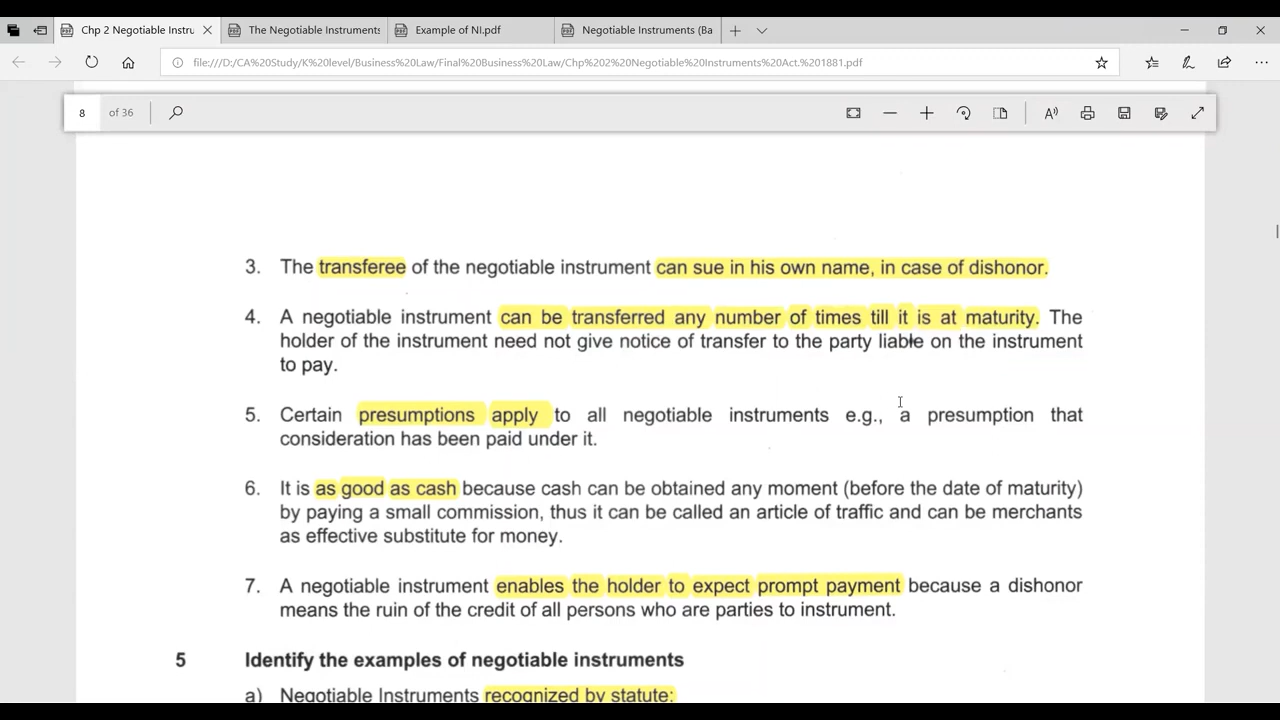 Chp 2 Negotiable Instru
The Negotiable Instruments
Example of NI.pdf
Negotiable Instruments (Ba
file:///D:/CA%20Study/K%20level/Business%20Law/Final%20Business%20Law/Chp%202%20Negotiable%20Instruments%20Act.%201881.pdf
8 of 36
3. The transferee of the negotiable instrument can sue in his own name, in case of dishonor.
4. A negotiable instrument can be transferred any number of times till it is at maturity. The
holder of the instrument need not give notice of transfer to the party liable on the instrument
to pay.
5. Certain presumptions apply to all negotiable instruments e.g., a presumption that
consideration has been paid under it.
6. It is as good as cash because cash can be obtained any moment (before the date of maturity)
by paying a small commission, thus it can be called an article of traffic and can be merchants
as effective substitute for money.
7. A negotiable instrument enables the holder to expect prompt payment because a dishonor
means the ruin of the credit of all persons who are parties to instrument.
5 Identify the examples of negotiable instruments
a) Negotiable Instruments recognized by statute: